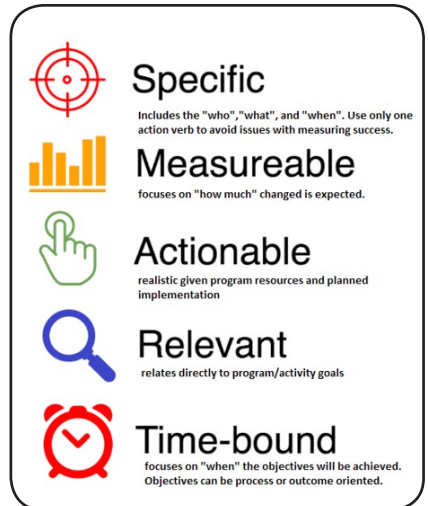 Specific
Includes the "who","what", and "when". Use only one
action verb to avoid issues with measuring success.
Measureable
focuses on "how much" changed is expected.
Actionable
realistic given program resources and planned
implementation
Relevant
relates directly to program/activity goals
Time-bound
focuses on "when" the objectives will be achieved.
Objectives can be process or outcome oriented.